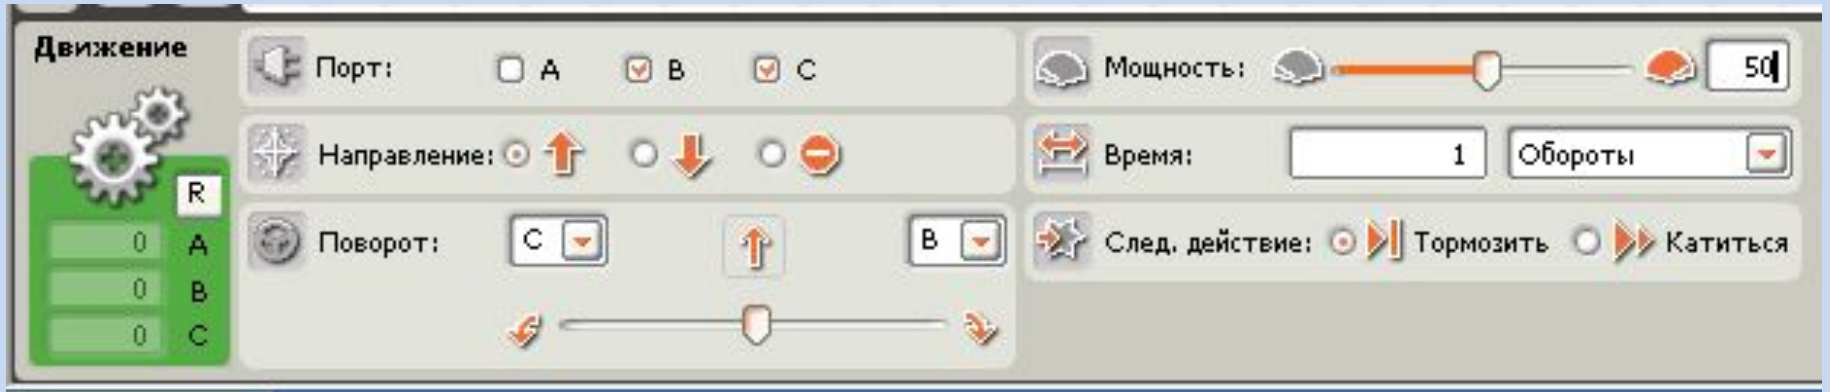 Движение
R
0 A
0 B
0 C
Порт: A B C
Направление:
Поворот: C B
Мощность: 50
Время: 1 Обороты
След. действие: Тормозить Катиться